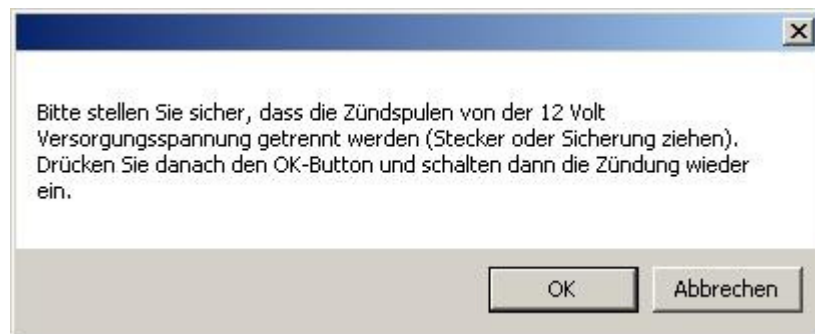 Bitte stellen Sie sicher, dass die Zündspulen von der 12 Volt
Versorgungsspannung getrennt werden (Stecker oder Sicherung ziehen).
Drücken Sie danach den OK-Button und schalten dann die Zündung wieder
ein.
OK
Abbrechen